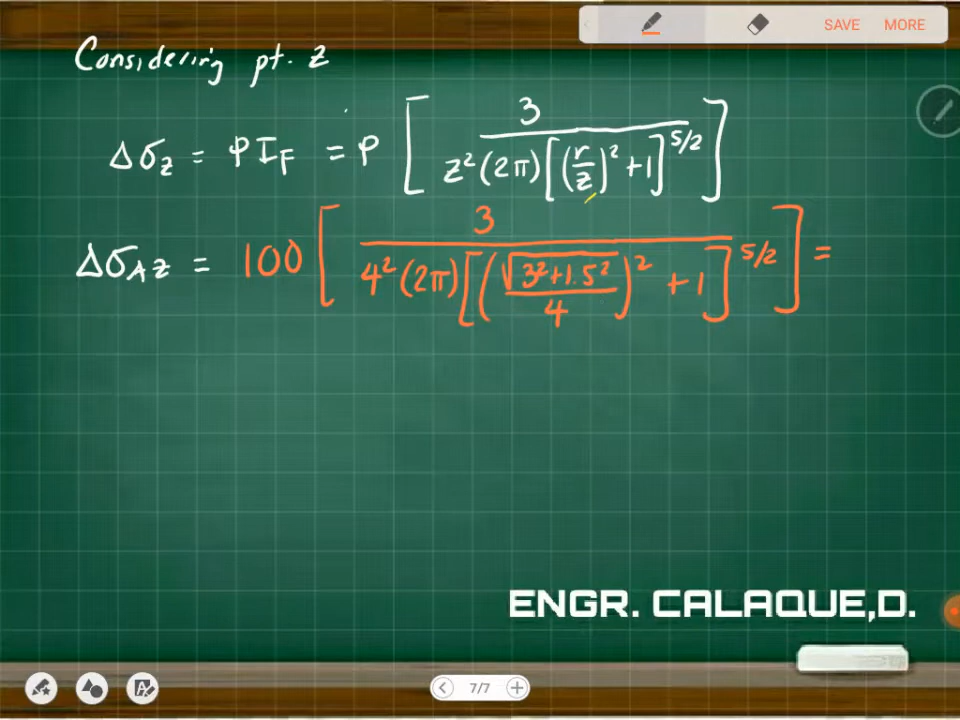 SAVE MORE
Considering pt. z
Δσz = P IF = P [ 3 / z²(2π)[(r/z)²+1]^5/2 ]
ΔσAz = 100 [ 3 / 4²(2π)[(√3²+1.5² / 4)² +1]^5/2 ] =
ENGR. CALAQUE,D.
7/7